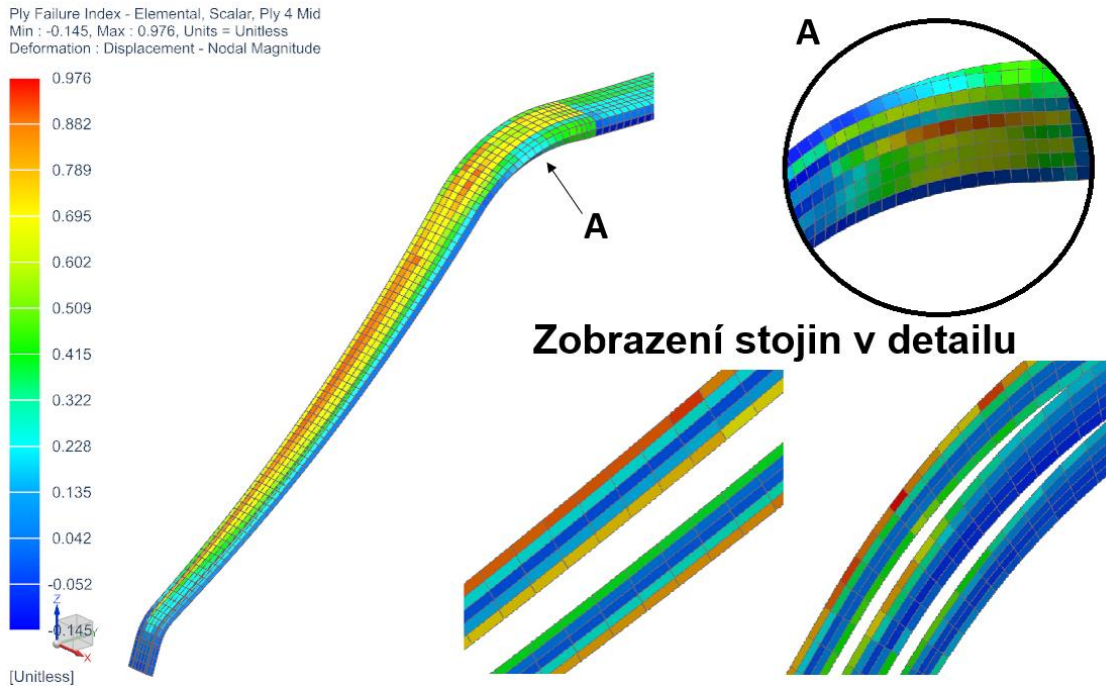 Ply Failure Index - Elemental, Scalar, Ply 4 Mid
Min : -0.145, Max : 0.976, Units = Unitless
Deformation : Displacement - Nodal Magnitude
0.976
0.882
0.789
0.695
0.602
0.509
0.415
0.322
0.228
0.135
0.042
-0.052
-0.145
[Unitless]
Z
Y
X
A
A
Zobrazení stojin v detailu